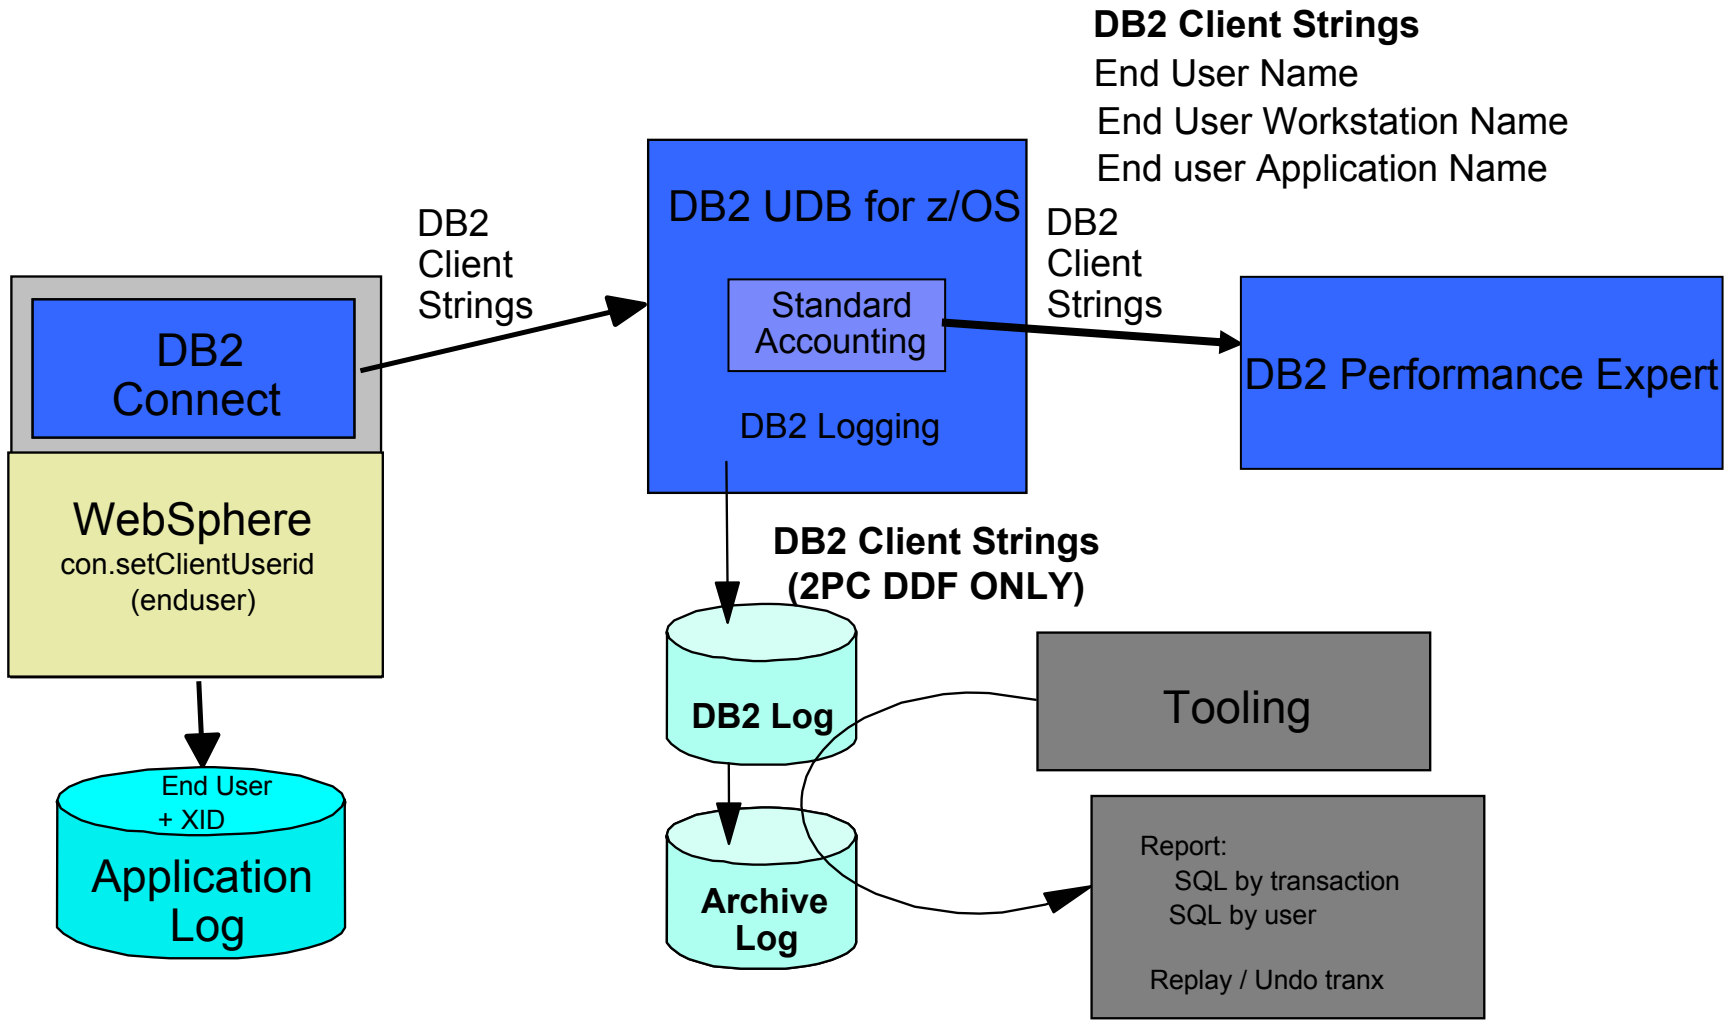 DB2 Client Strings
End User Name
End User Workstation Name
End user Application Name
DB2 UDB for z/OS
DB2
Client
Strings
DB2
Client
Strings
Standard
Accounting
DB2
Connect
DB2 Performance Expert
DB2 Logging
WebSphere
con.setClientUserid
(enduser)
DB2 Client Strings
(2PC DDF ONLY)
DB2 Log
Tooling
End User
+ XID
Application
Log
Archive
Log
Report:
SQL by transaction
SQL by user
Replay / Undo tranx